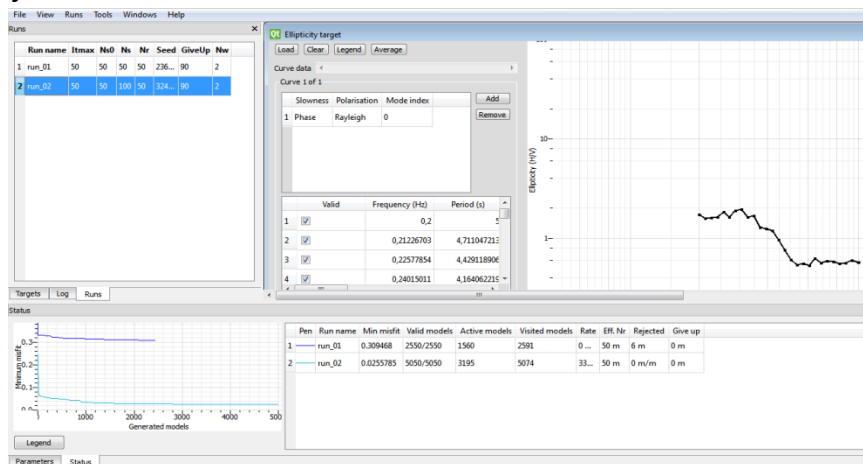 File View Runs Tools Windows Help
Runs
Run name Itmax Ns0 Ns Nr Seed GiveUp Nw
1 run_01 50 50 50 50 236... 90 2
2 run_02 50 50 100 50 324... 90 2
Targets Log Runs
Ellipticity target
Load Clear Legend Average
Curve data
Curve 1 of 1
Slowness Polarisation Mode index
1 Phase Rayleigh 0
Add
Remove
Valid Frequency (Hz) Period (s)
1 0,2 5
2 0,21226703 4,711047213
3 0,22577854 4,429118906
4 0,24015011 4,164062219
Ellipticity (H/V)
100
10
1
Status
Minimum misfit
0.3
0.2
0.1
0.0
0 1000 2000 3000 4000 500
Generated models
Legend
Pen Run name Min misfit Valid models Active models Visited models Rate Eff. Nr Rejected Give up
1 run_01 0.309468 2550/2550 1560 2591 0 ... 50 m 6 m 0 m
2 run_02 0.0255785 5050/5050 3195 5074 33... 50 m 0 m/m 0 m
Parameters Status